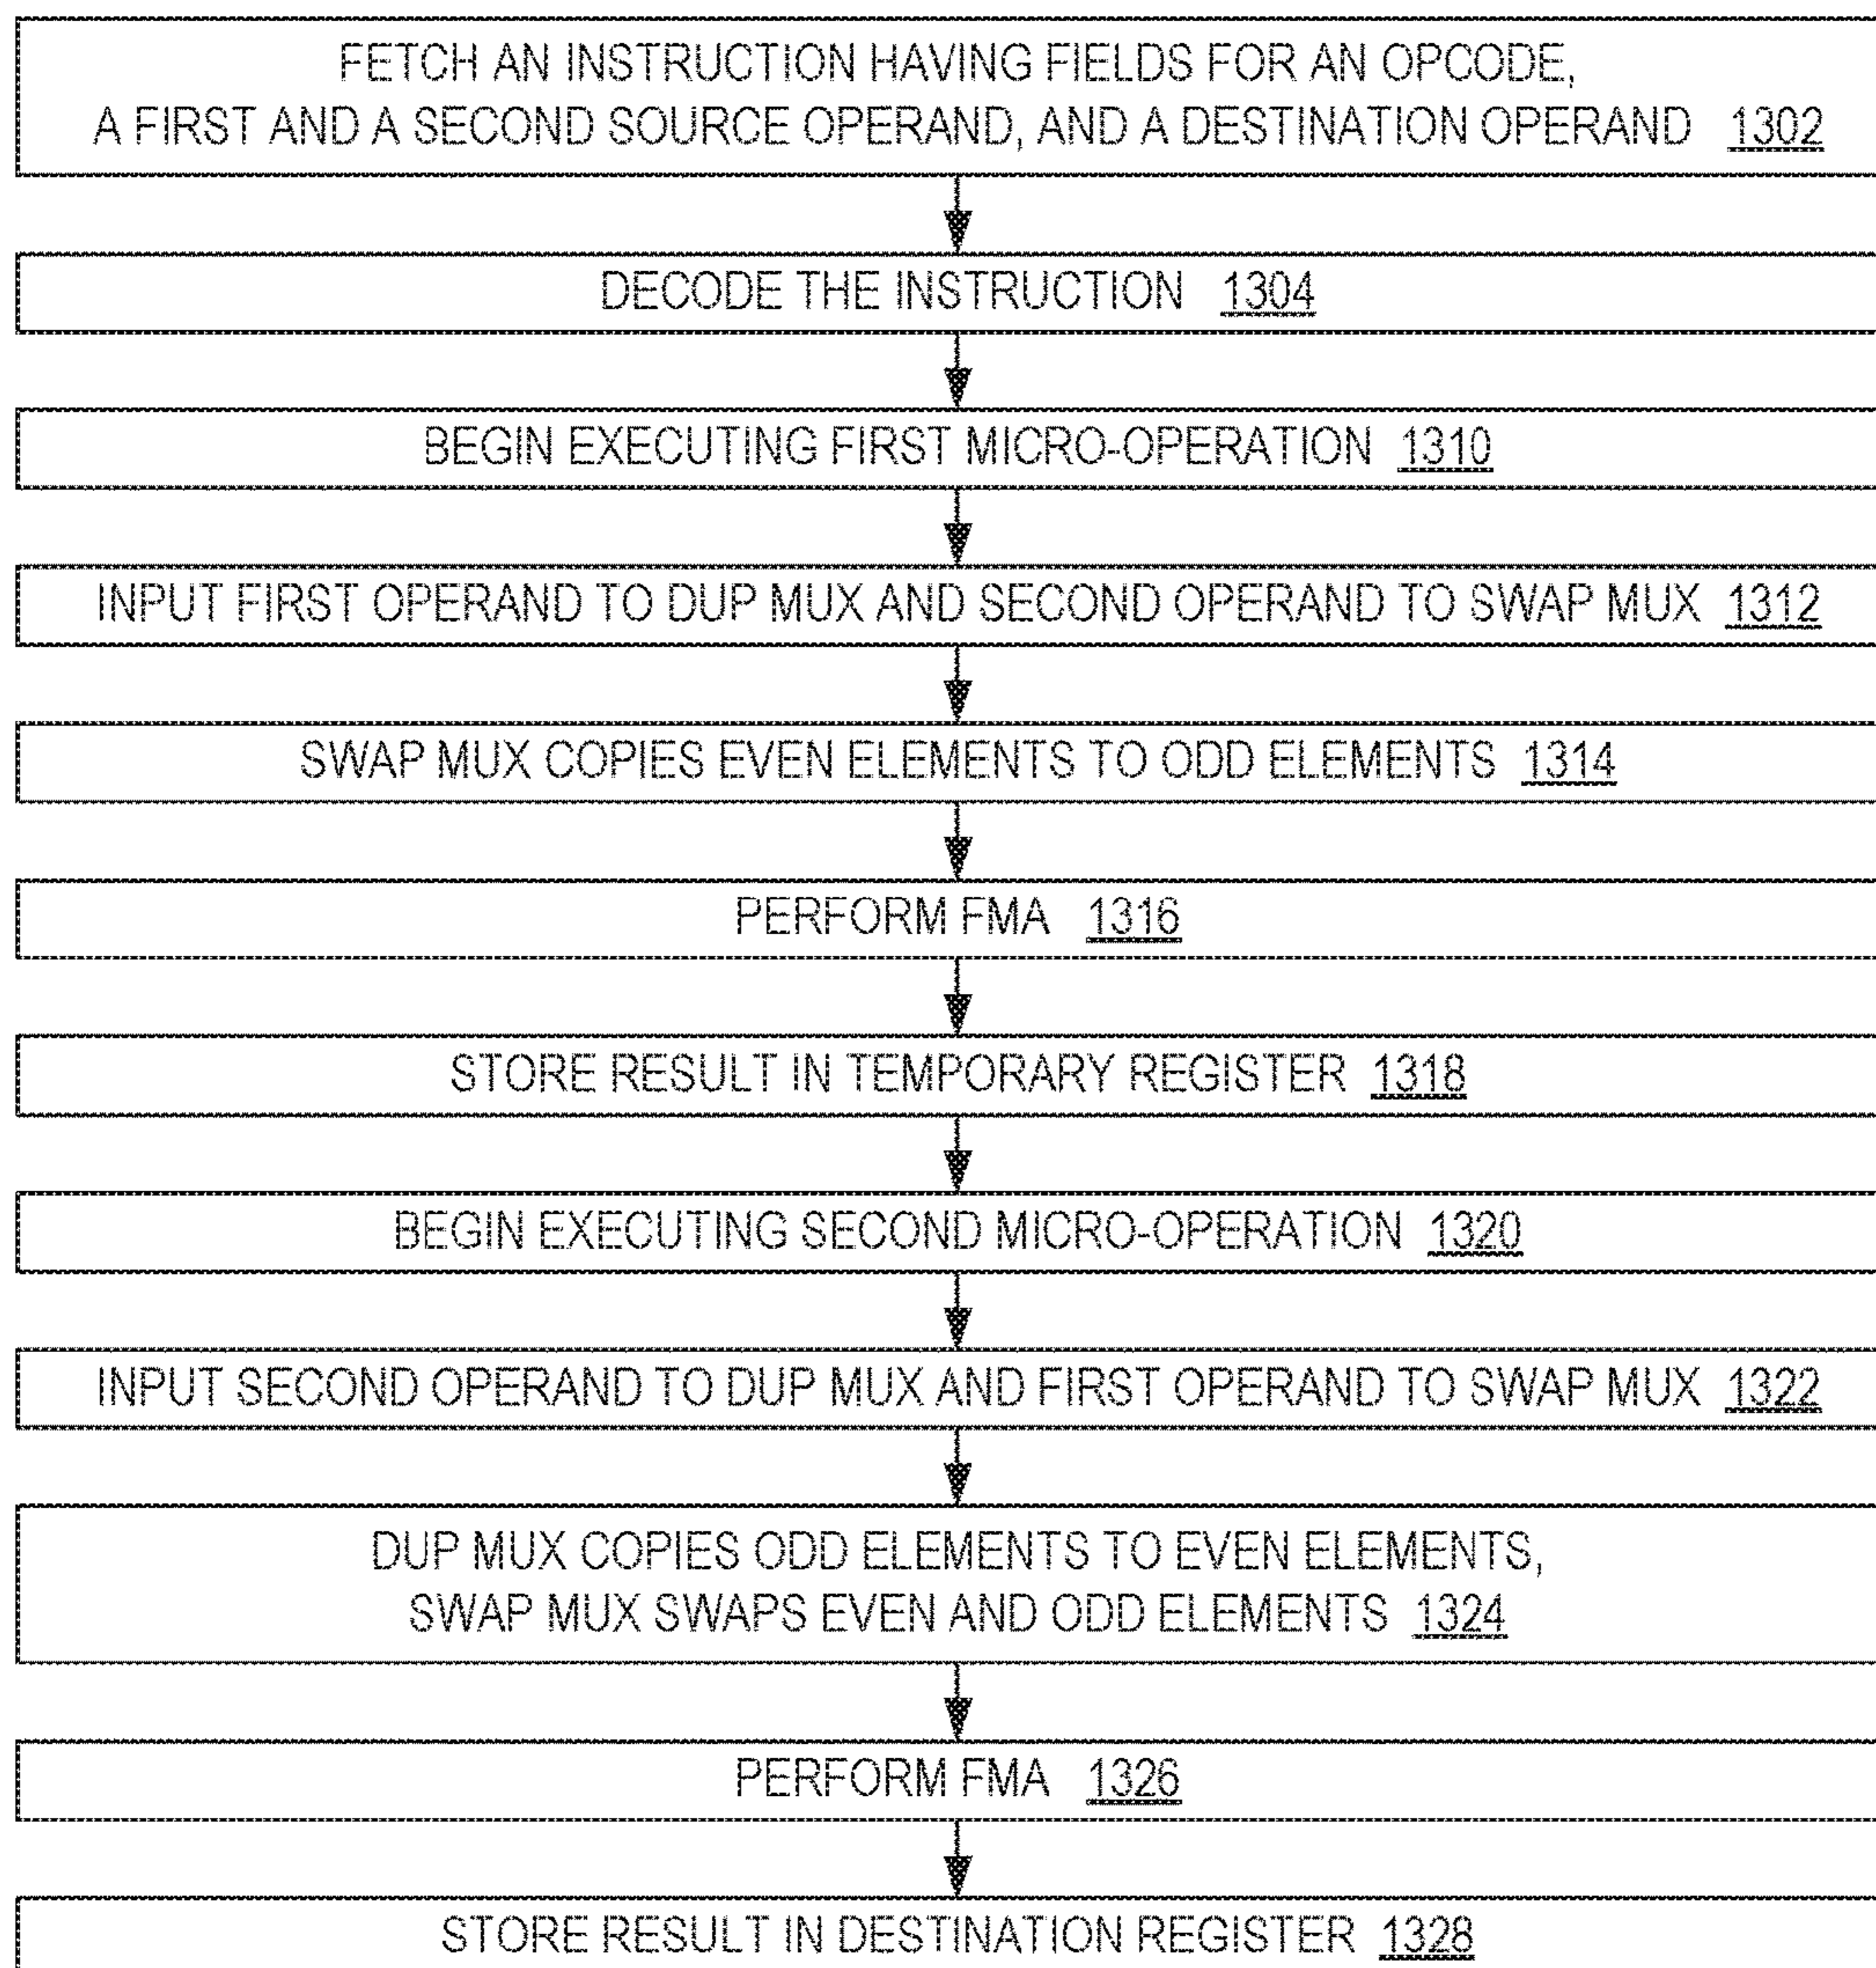 FETCH AN INSTRUCTION HAVING FIELDS FOR AN OPCODE,
A FIRST AND A SECOND SOURCE OPERAND, AND A DESTINATION OPERAND 1302
DECODE THE INSTRUCTION 1304
BEGIN EXECUTING FIRST MICRO-OPERATION 1310
INPUT FIRST OPERAND TO DUP MUX AND SECOND OPERAND TO SWAP MUX 1312
SWAP MUX COPIES EVEN ELEMENTS TO ODD ELEMENTS 1314
PERFORM FMA 1316
STORE RESULT IN TEMPORARY REGISTER 1318
BEGIN EXECUTING SECOND MICRO-OPERATION 1320
INPUT SECOND OPERAND TO DUP MUX AND FIRST OPERAND TO SWAP MUX 1322
DUP MUX COPIES ODD ELEMENTS TO EVEN ELEMENTS,
SWAP MUX SWAPS EVEN AND ODD ELEMENTS 1324
PERFORM FMA 1326
STORE RESULT IN DESTINATION REGISTER 1328